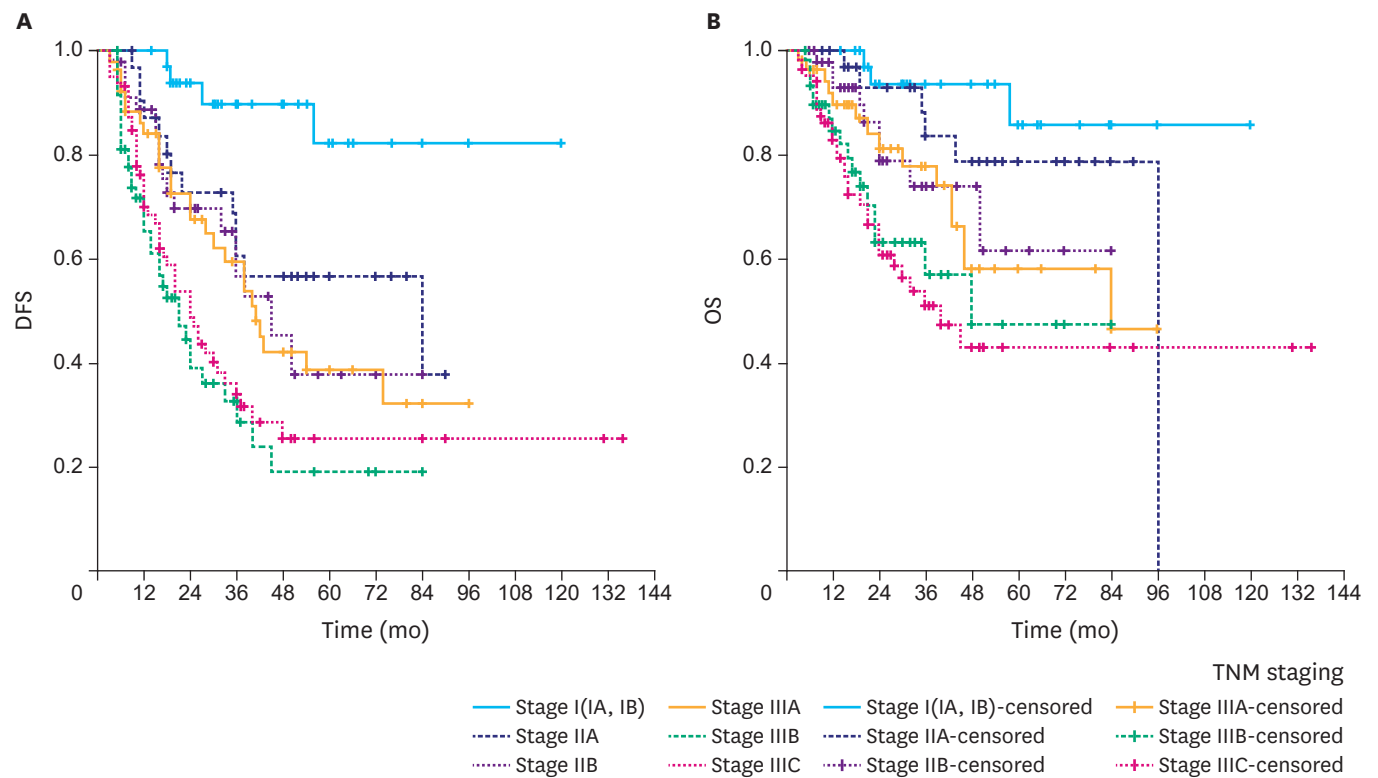 A
1.0
0.8
0.6
0.4
0.2
0
DFS
12 24 36 48 60 72 84 96 108 120 132 144
Time (mo)
B
1.0
0.8
0.6
0.4
0.2
0
OS
12 24 36 48 60 72 84 96 108 120 132 144
Time (mo)
TNM staging
Stage I(IA, IB) Stage IIIA Stage I(IA, IB)-censored Stage IIIA-censored
Stage IIA Stage IIIB Stage IIA-censored Stage IIIB-censored
Stage IIB Stage IIIC Stage IIB-censored Stage IIIC-censored